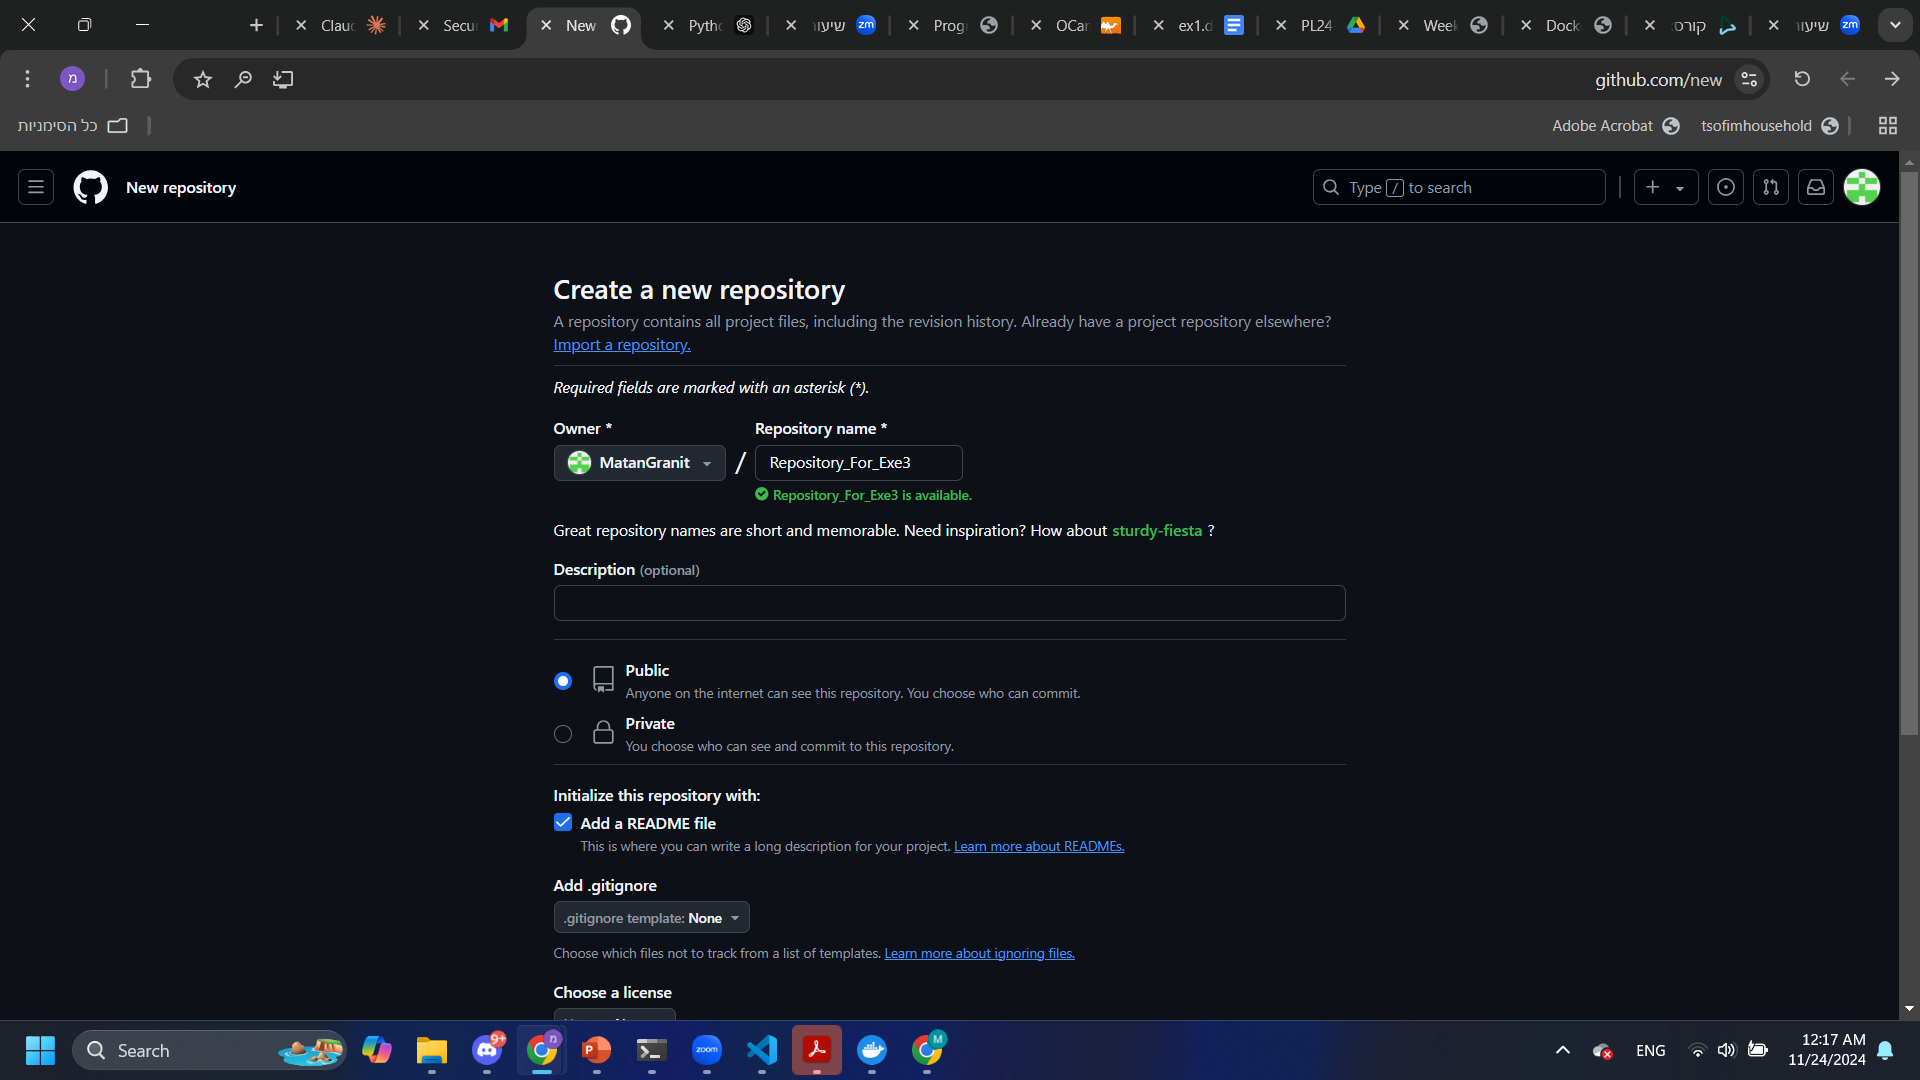 Clau
Secu
New
Pyth
שיעור
Prog
OCar
ex1.d
PL24
Week
Dock
קורס:
שיעור
מ
github.com/new
כל הסימניות
Adobe Acrobat
tsofimhousehold
New repository
Type / to search
Create a new repository
A repository contains all project files, including the revision history. Already have a project repository elsewhere?
Import a repository.
Required fields are marked with an asterisk (*).
Owner *
Repository name *
MatanGranit
/
Repository_For_Exe3
Repository_For_Exe3 is available.
Great repository names are short and memorable. Need inspiration? How about sturdy-fiesta ?
Description (optional)
Public
Anyone on the internet can see this repository. You choose who can commit.
Private
You choose who can see and commit to this repository.
Initialize this repository with:
Add a README file
This is where you can write a long description for your project. Learn more about READMEs.
Add .gitignore
.gitignore template: None
Choose which files not to track from a list of templates. Learn more about ignoring files.
Choose a license
Search
9+
zoom
M
ENG
12:17 AM
11/24/2024